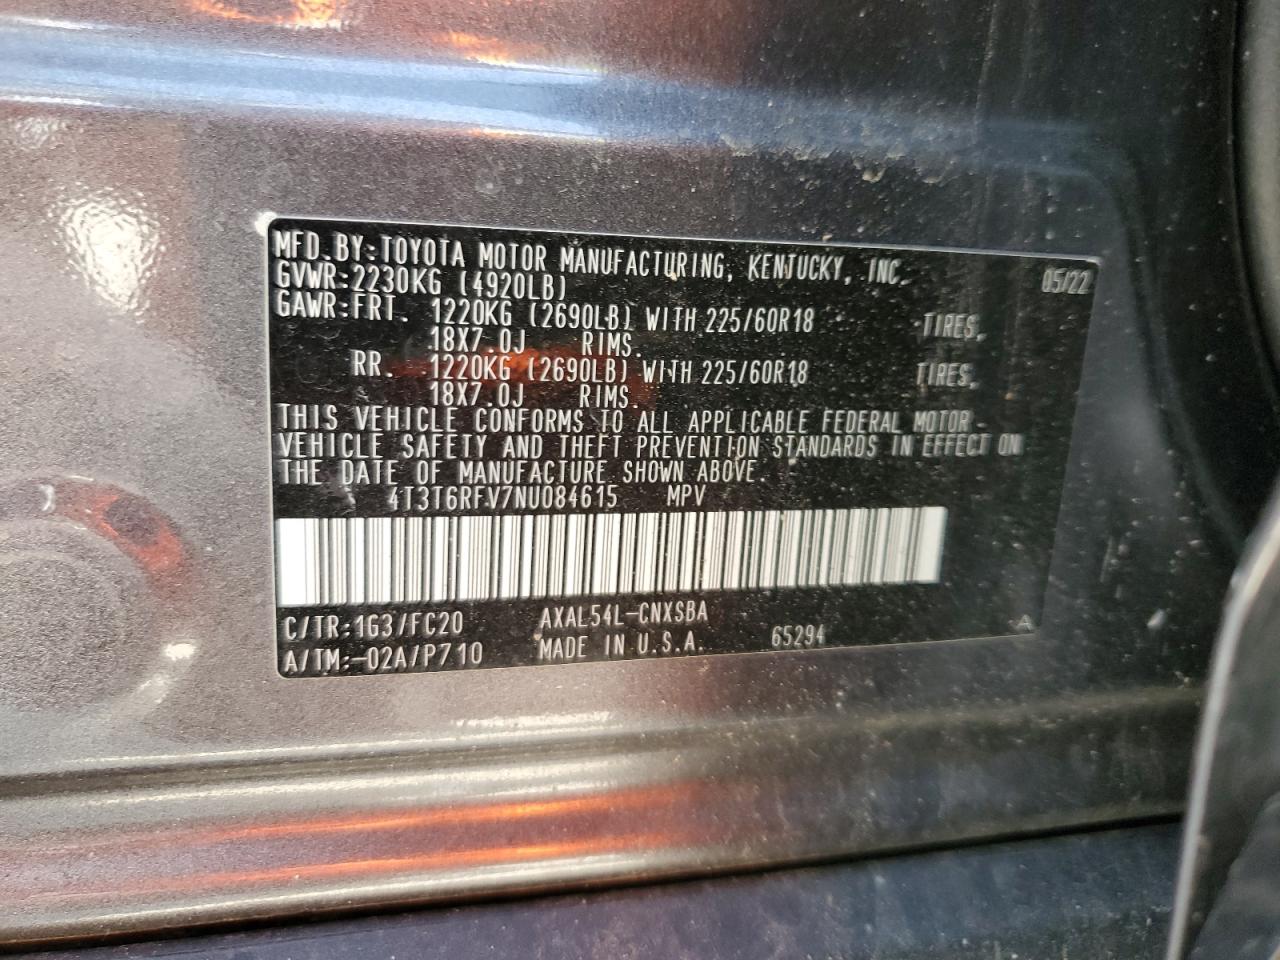 MFD.BY:TOYOTA MOTOR MANUFACTURING, KENTUCKY, INC. 05/22
GVWR:2230KG (4920LB)
GAWR:FRT. 1220KG (2690LB) WITH 225/60R18 TIRES,
18X7.0J RIMS.
RR. 1220KG (2690LB) WITH 225/60R18 TIRES,
18X7.0J RIMS.
THIS VEHICLE CONFORMS TO ALL APPLICABLE FEDERAL MOTOR
VEHICLE SAFETY AND THEFT PREVENTION STANDARDS IN EFFECT ON
THE DATE OF MANUFACTURE SHOWN ABOVE.
4T3T6RFV7NU084615 MPV
C/TR:1G3/FC20 AXAL54L-CNXSBA
A/TM:-02A/P710 MADE IN U.S.A. 65294 A